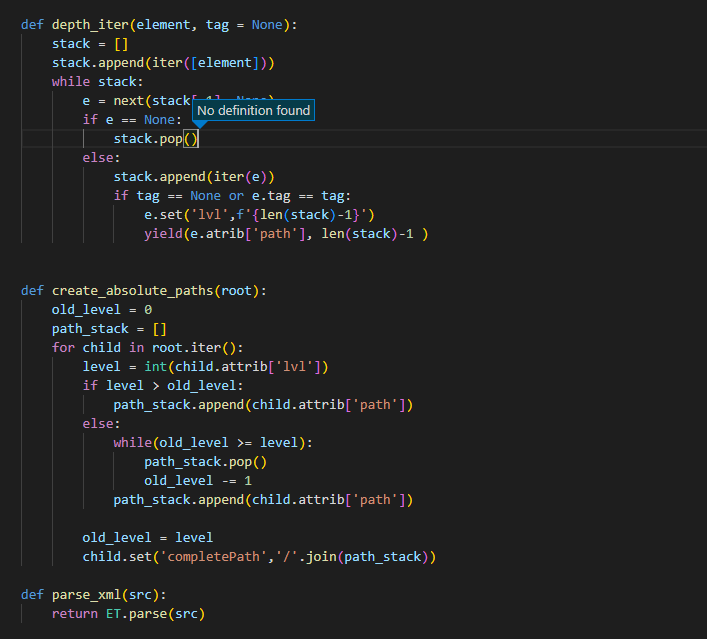 def depth_iter(element, tag = None):
    stack = []
    stack.append(iter([element]))
    while stack:
        e = next(stack[-1], None)
        if e == None:
No definition found
            stack.pop()
        else:
            stack.append(iter(e))
            if tag == None or e.tag == tag:
                e.set('lvl',f'{len(stack)-1}')
                yield(e.atrib['path'], len(stack)-1 )
def create_absolute_paths(root):
    old_level = 0
    path_stack = []
    for child in root.iter():
        level = int(child.attrib['lvl'])
        if level > old_level:
            path_stack.append(child.attrib['path'])
        else:
            while(old_level >= level):
                path_stack.pop()
                old_level -= 1
            path_stack.append(child.attrib['path'])
        old_level = level
        child.set('completePath','/'.join(path_stack))
def parse_xml(src):
    return ET.parse(src)